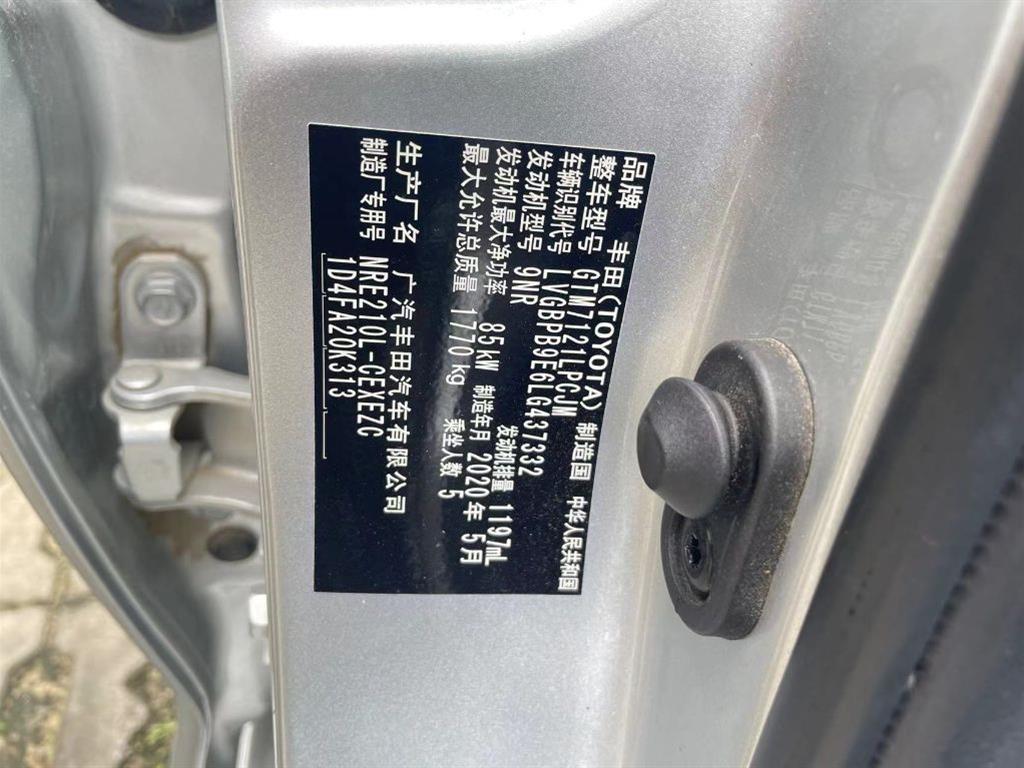 品牌 丰田(TOYOTA) 制造国 中华人民共和国
整车型号 GTM7121LPCJM
车辆识别代号 LVGBPB9E6LG437332
发动机型号 9NR 发动机排量 1197mL
发动机最大净功率 85kW 制造年月 2020年 5月
最大允许总质量 1770kg 乘坐人数 5
生产厂名 广汽丰田汽车有限公司
制造厂专用号 NRE210L-CEXEZC
1D4FA20K313